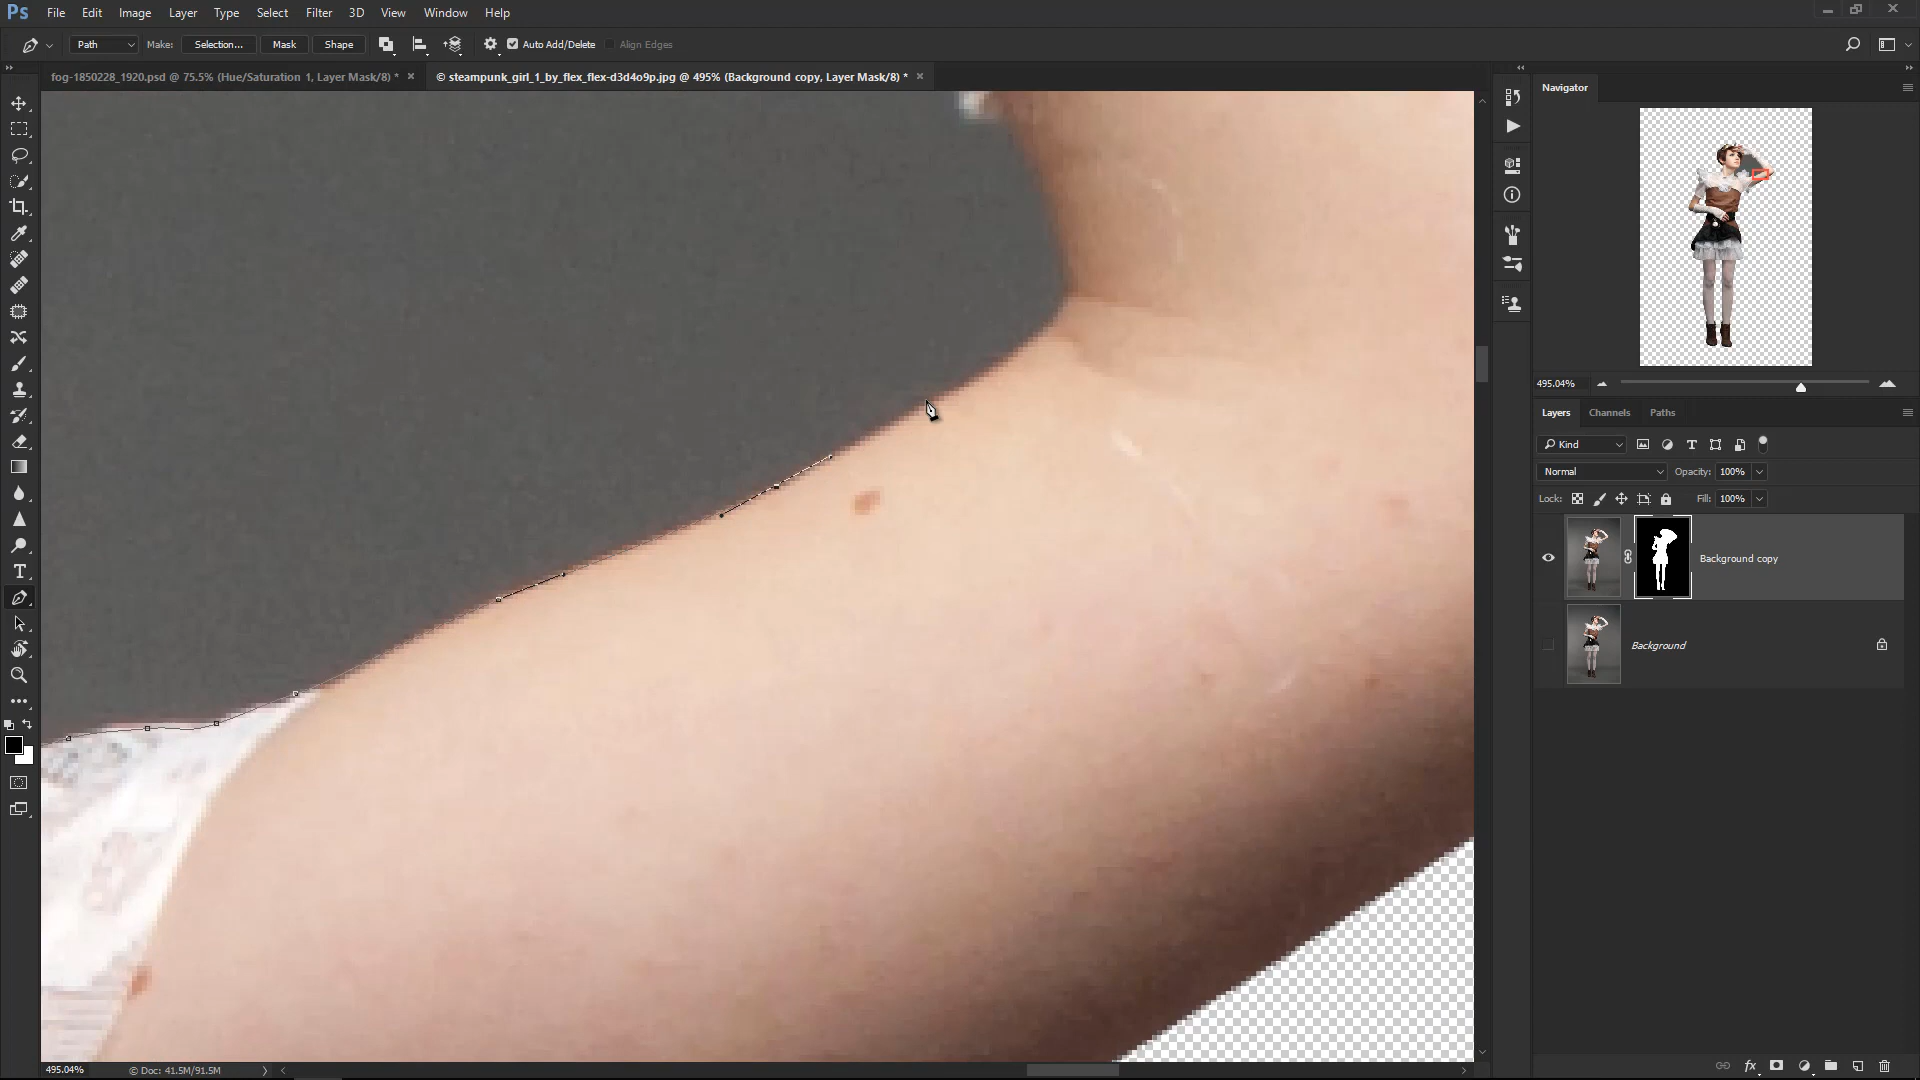 Ps File Edit Image Layer Type Select Filter 3D View Window Help
Path Make: Selection... Mask Shape Auto Add/Delete Align Edges
fog-1850228_1920.psd @ 75.5% (Hue/Saturation 1, Layer Mask/8) * × © steampunk_girl_1_by_flex_flex-d3d4o9p.jpg @ 495% (Background copy, Layer Mask/8) * ×
Navigator
495.04%
Layers Channels Paths
Kind
Normal Opacity: 100%
Lock: Fill: 100%
Background copy
Background
495.04% © Doc: 41.5M/91.5M